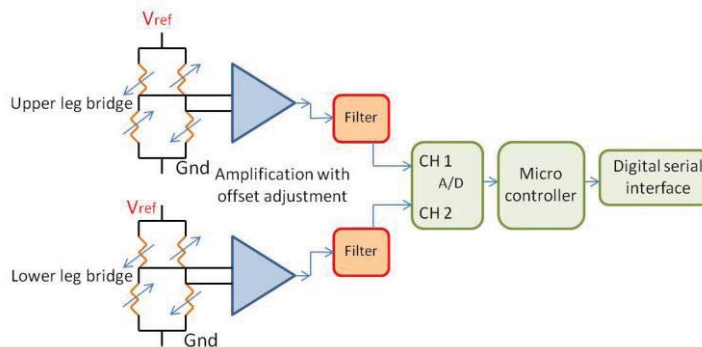 Vref
Upper leg bridge
Gnd
Amplification with
offset adjustment
Filter
CH 1
A/D
CH 2
Micro
controller
Digital serial
interface
Vref
Lower leg bridge
Gnd
Filter